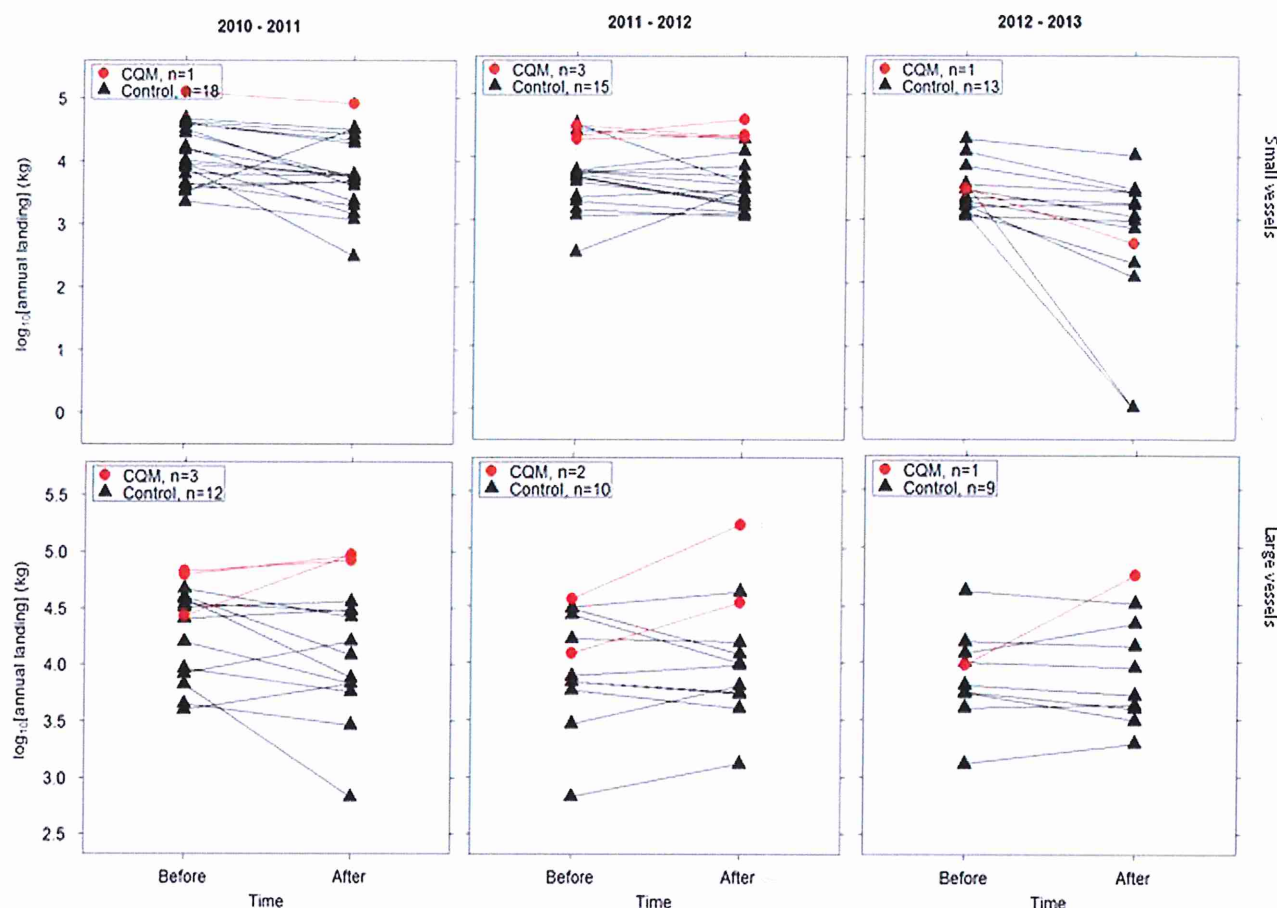 2010 - 2011
2011 - 2012
2012 - 2013
CQM, n=1
Control, n=18
CQM, n=3
Control, n=15
CQM, n=1
Control, n=13
5
4
3
2
1
0
log₁₀[annual landing] (kg)
Small vessels
CQM, n=3
Control, n=12
CQM, n=2
Control, n=10
CQM, n=1
Control, n=9
5.5
5.0
4.5
4.0
3.5
3.0
2.5
log₁₀[annual landing] (kg)
Large vessels
Before
After
Before
After
Before
After
Time
Time
Time